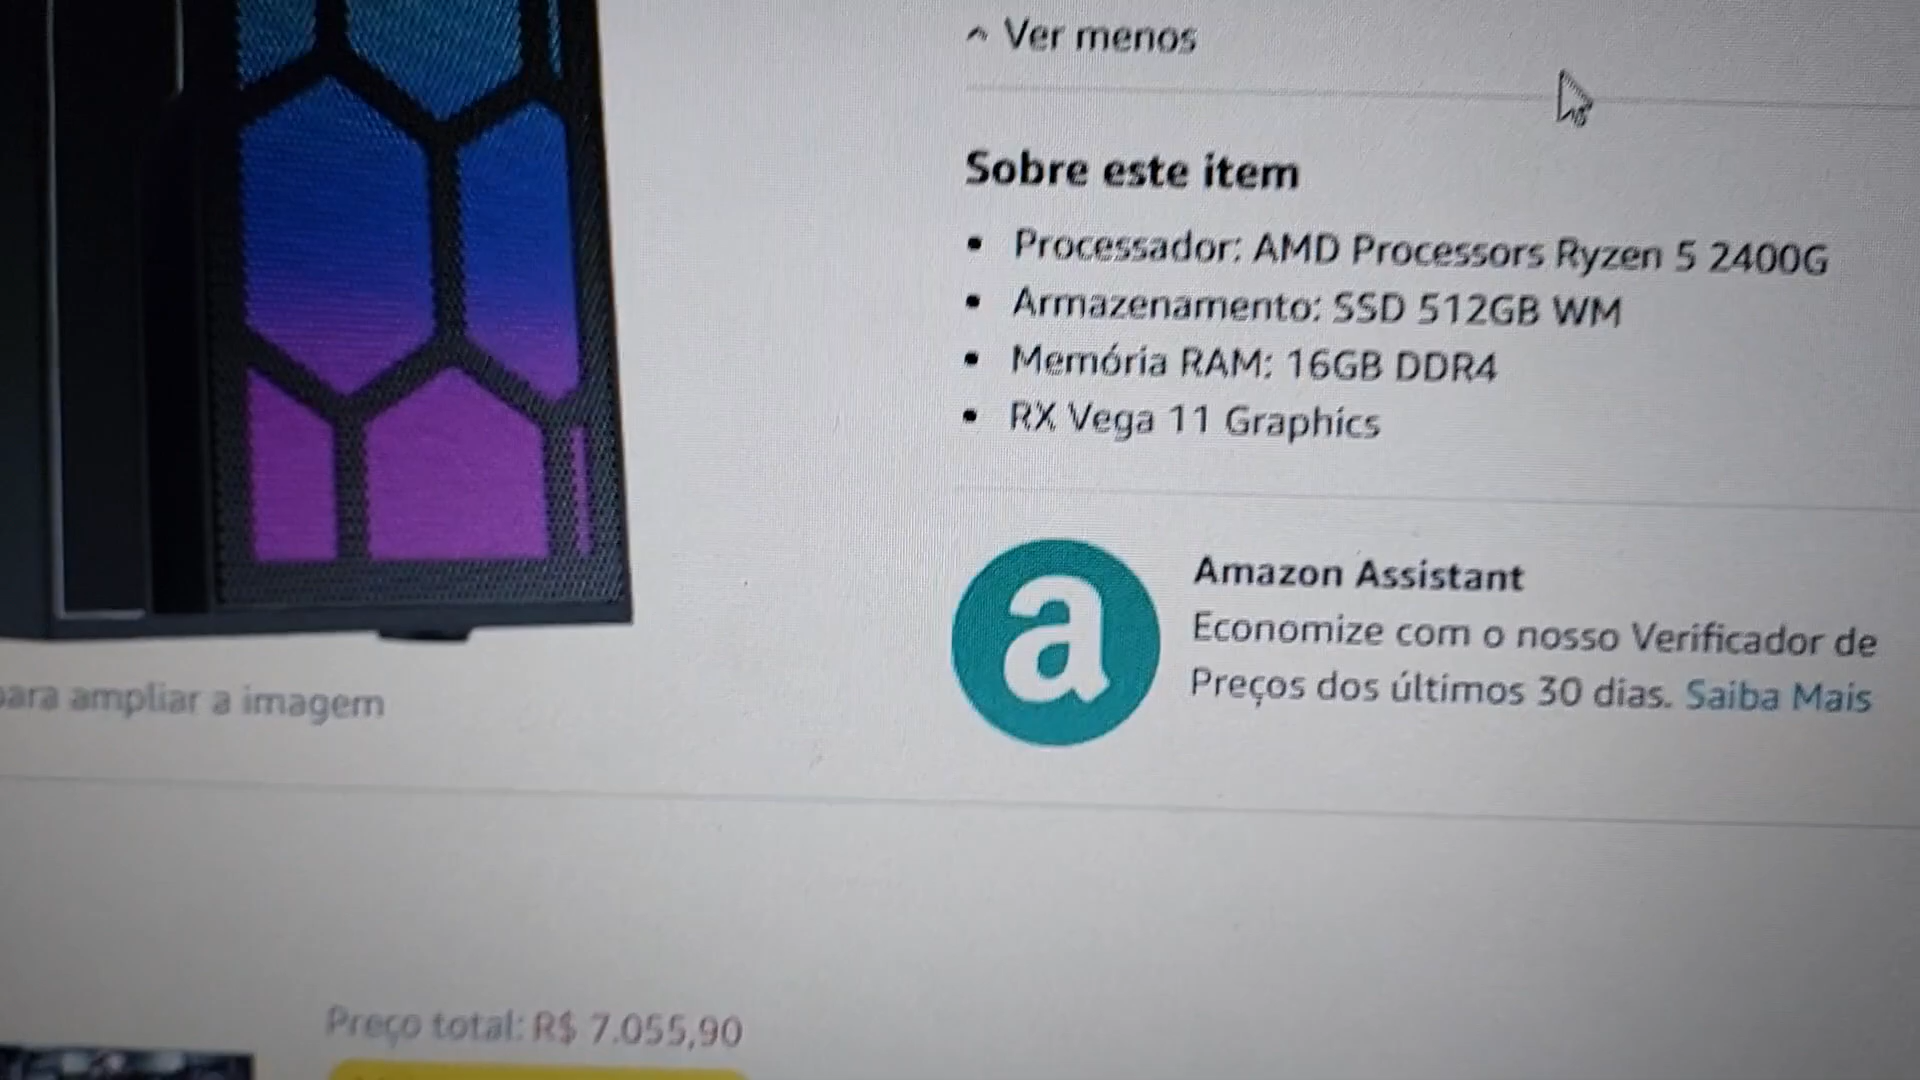 Ver menos
Sobre este item
Processador: AMD Processors Ryzen 5 2400G
Armazenamento: SSD 512GB WM
Memória RAM: 16GB DDR4
RX Vega 11 Graphics
a
Amazon Assistant
Economize com o nosso Verificador de
Preços dos últimos 30 dias. Saiba Mais
para ampliar a imagem
Preço total: R$ 7.055,90